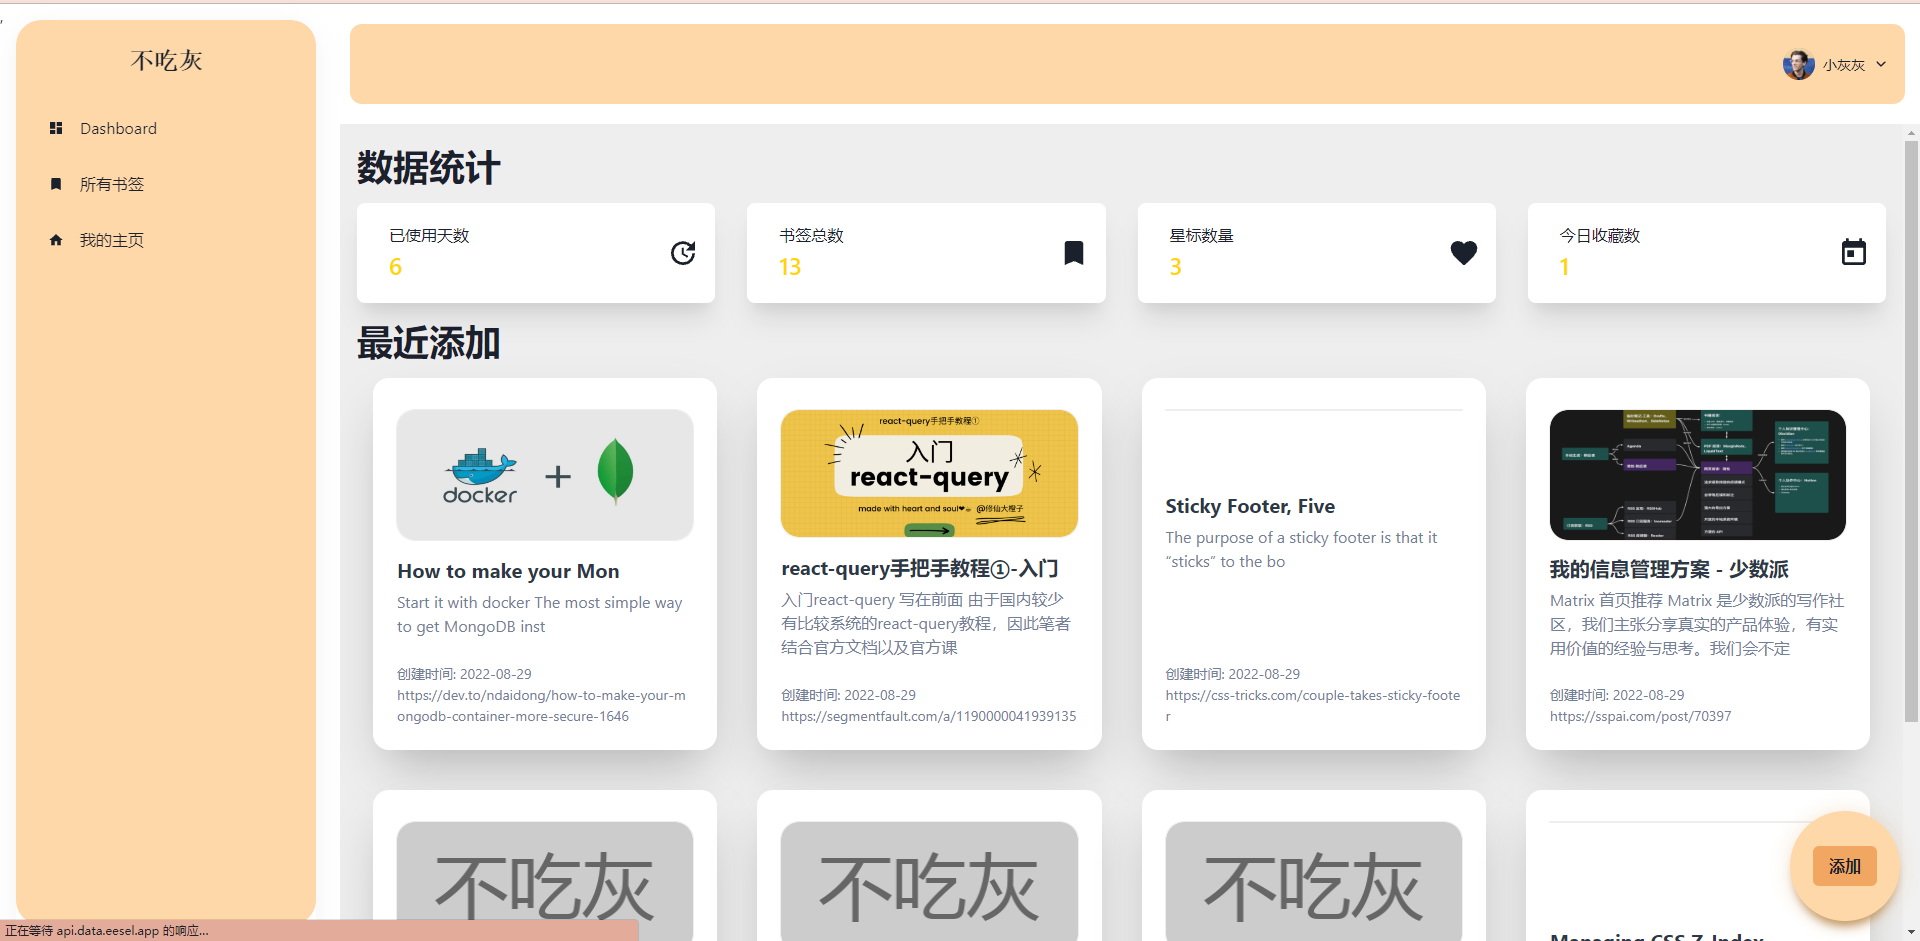 不吃灰
Dashboard
所有书签
我的主页
小灰灰
数据统计
已使用天数
6
书签总数
13
星标数量
3
今日收藏数
1
最近添加
docker
How to make your Mon
Start it with docker The most simple way
to get MongoDB inst
创建时间: 2022-08-29
https://dev.to/ndaidong/how-to-make-your-m
ongodb-container-more-secure-1646
react-query手把手教程①
入门
react-query
made with heart and soul
@修仙大橙子
react-query手把手教程①-入门
入门react-query 写在前面 由于国内较少
有比较系统的react-query教程，因此笔者
结合官方文档以及官方课
创建时间: 2022-08-29
https://segmentfault.com/a/1190000041939135
Sticky Footer, Five
The purpose of a sticky footer is that it
“sticks” to the bo
创建时间: 2022-08-29
https://css-tricks.com/couple-takes-sticky-foote
r
我的信息管理方案 - 少数派
Matrix 首页推荐 Matrix 是少数派的写作社
区，我们主张分享真实的产品体验，有实
用价值的经验与思考。我们会不定
创建时间: 2022-08-29
https://sspai.com/post/70397
不吃灰
不吃灰
不吃灰
Managing CSS Z-Index
添加
正在等待 api.data.eesel.app 的响应...